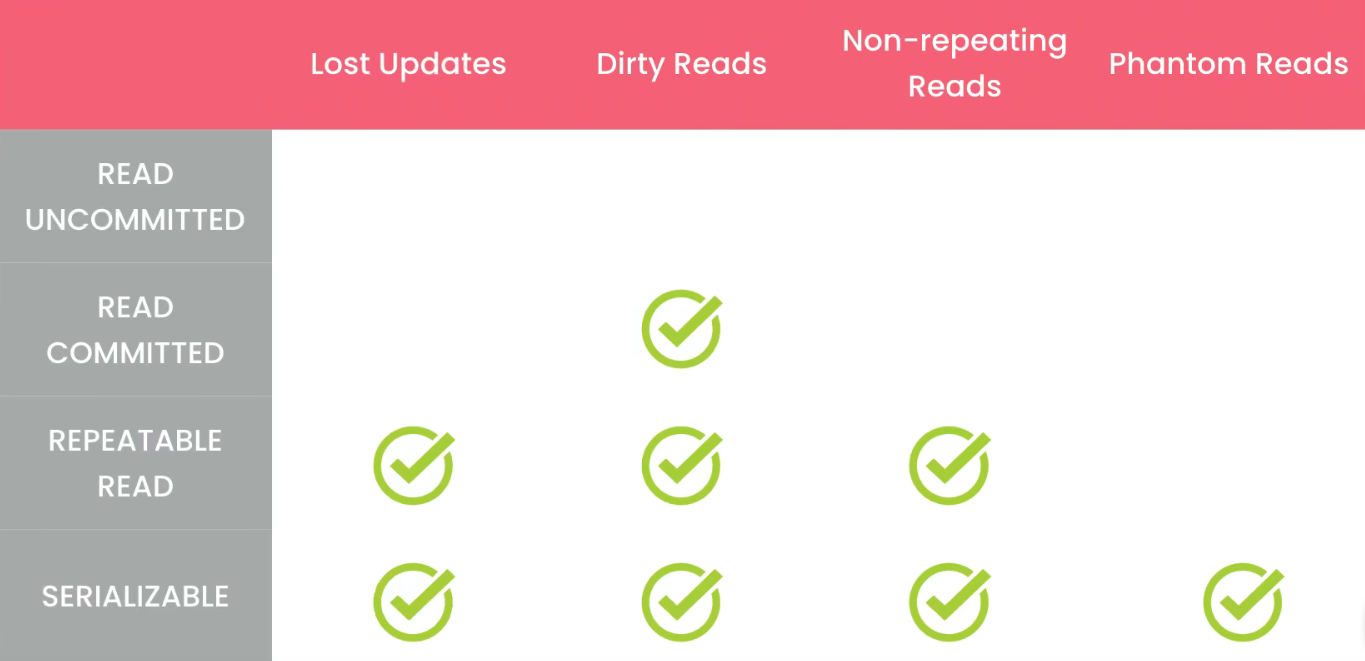 Lost Updates
Dirty Reads
Non-repeating
Reads
Phantom Reads
READ
UNCOMMITTED
READ
COMMITTED
REPEATABLE
READ
SERIALIZABLE